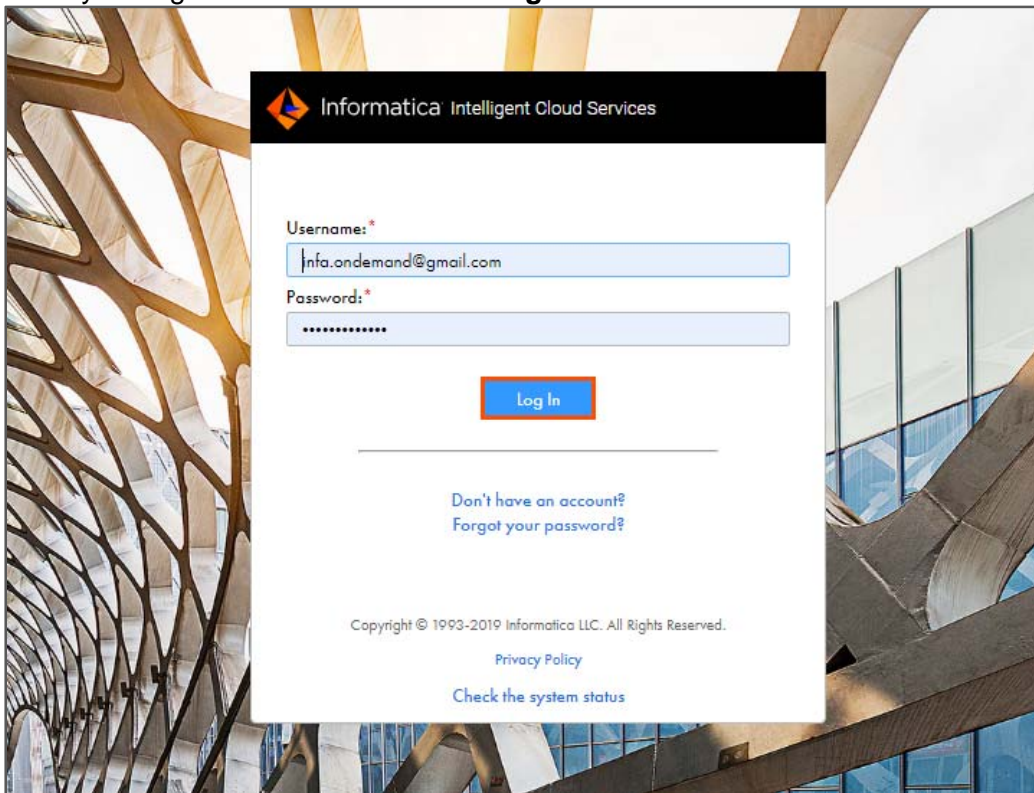 Informatica Intelligent Cloud Services
Username:*
infa.ondemand@gmail.com
Password:*
•••••••••••••
Log In
Don't have an account?
Forgot your password?
Copyright © 1993-2019 Informatica LLC. All Rights Reserved.
Privacy Policy
Check the system status